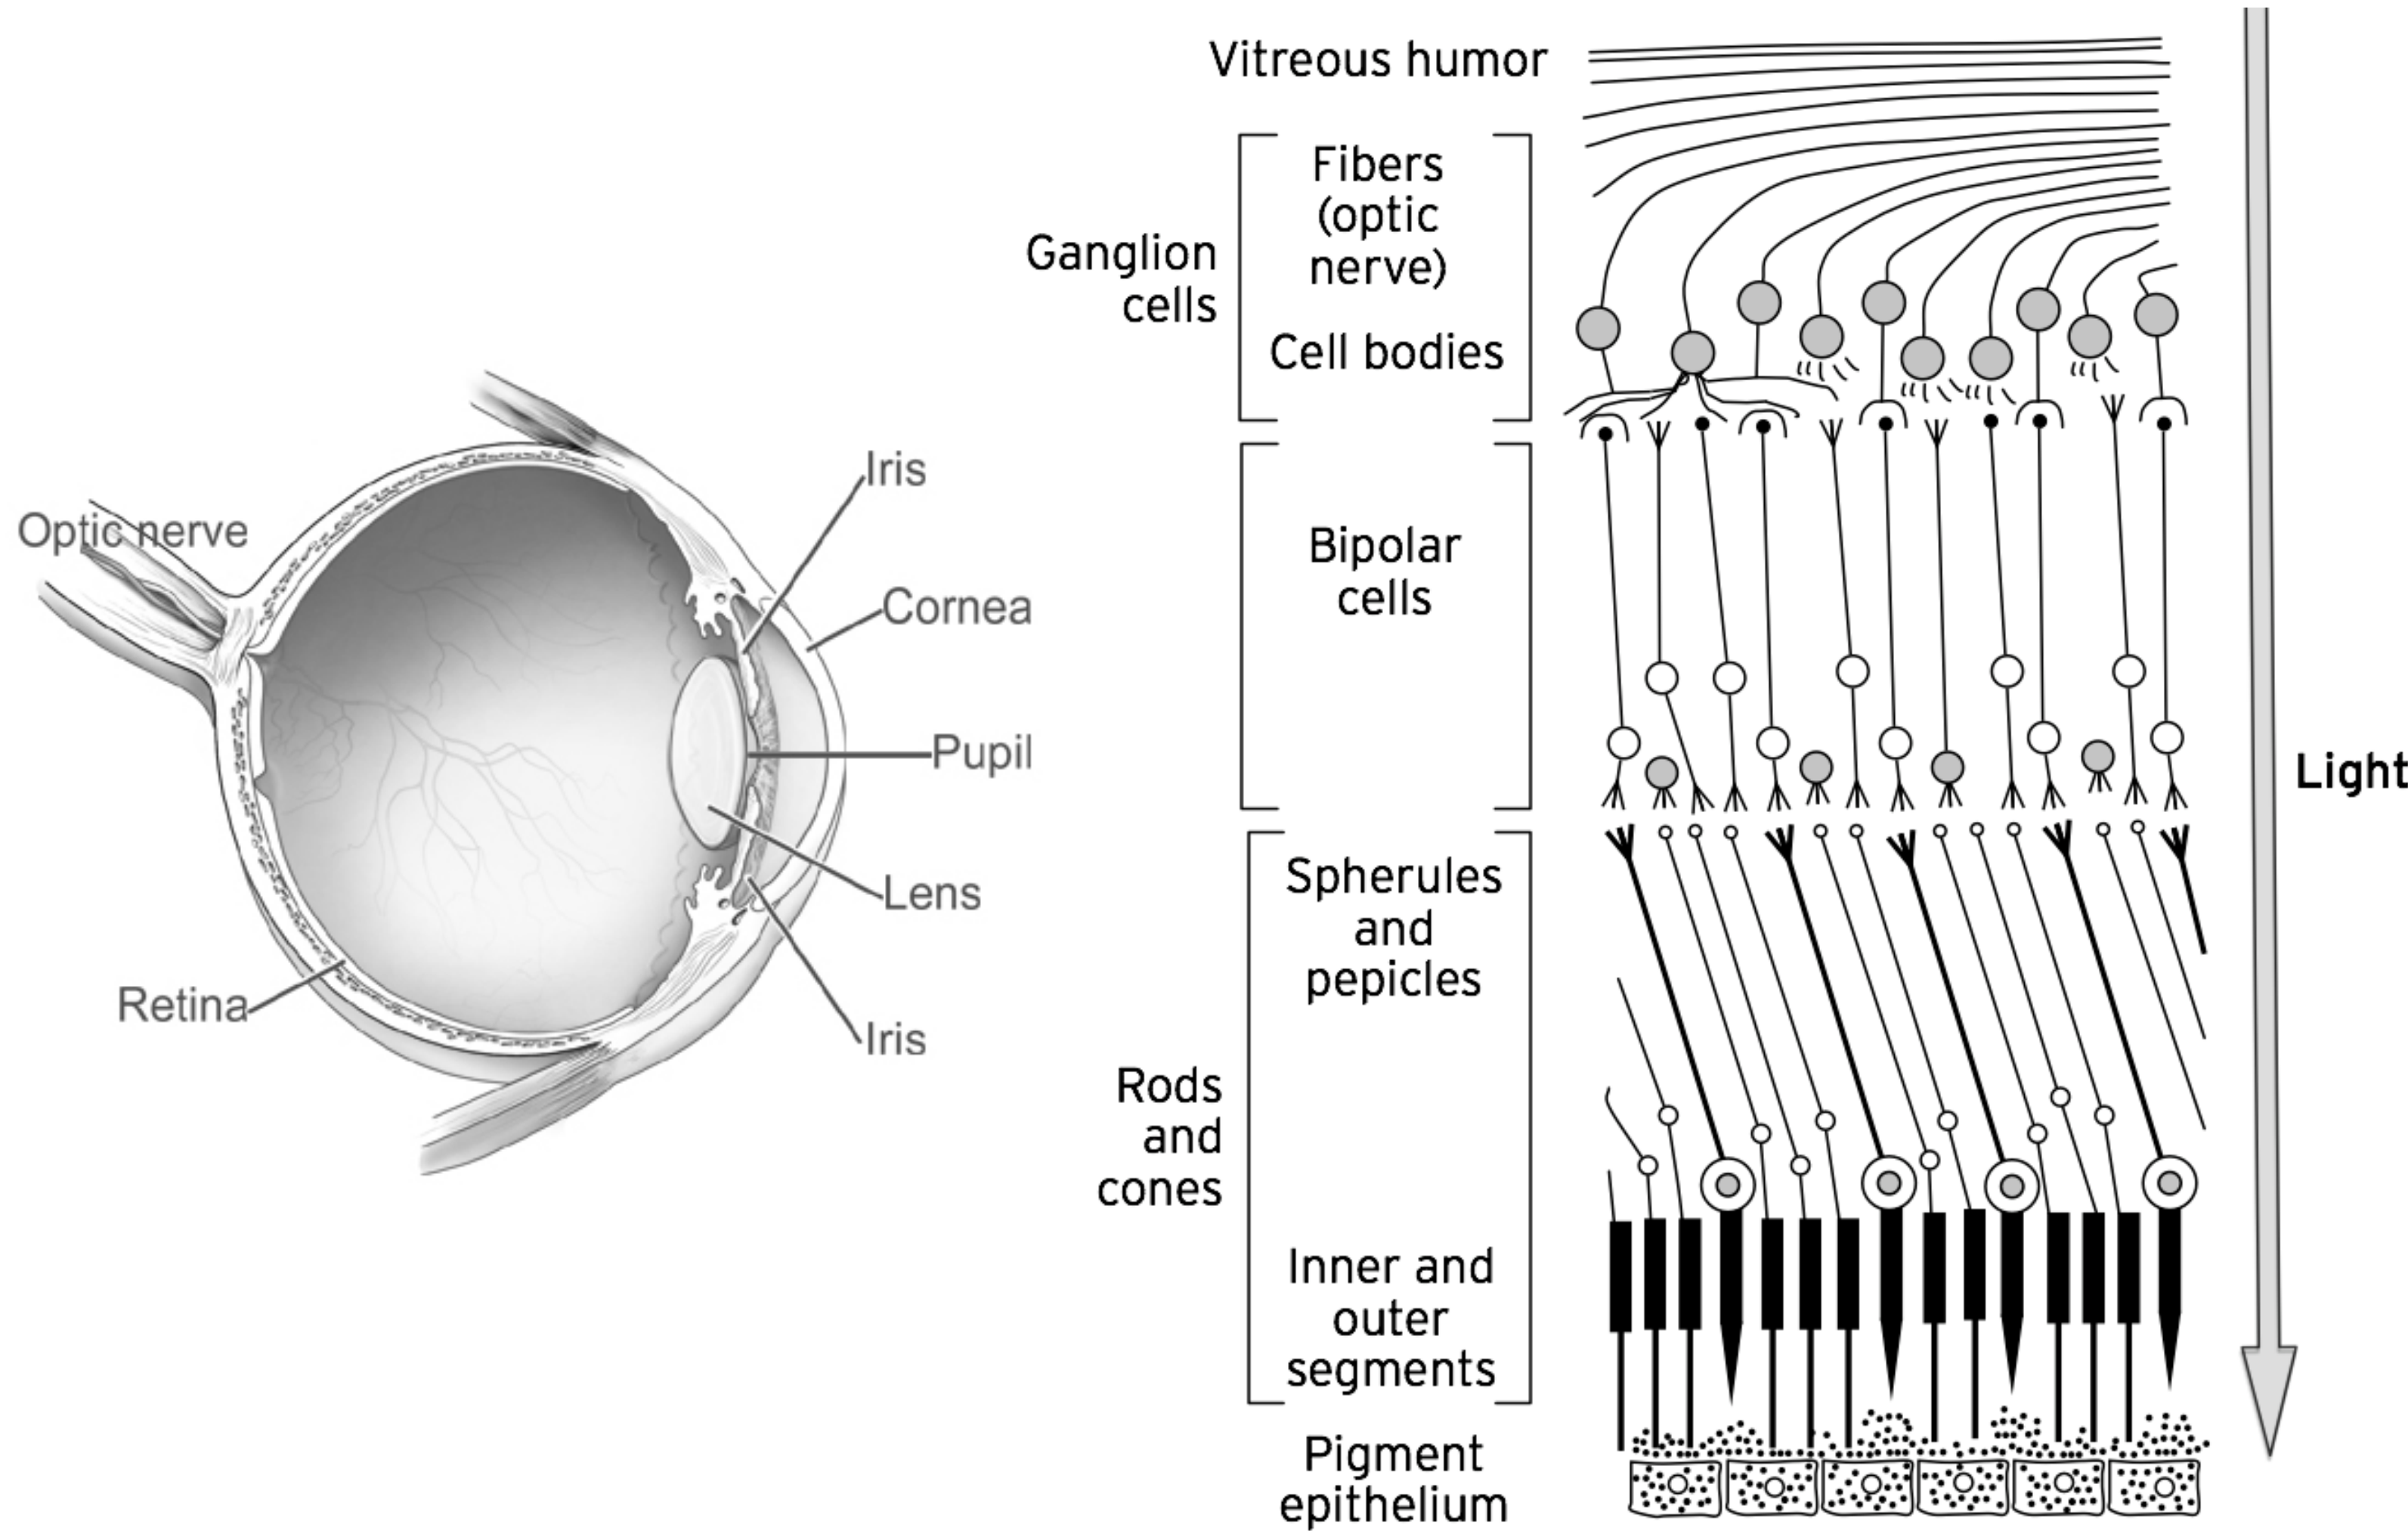 Optic nerve
Iris
Cornea
Pupil
Lens
Iris
Retina
Vitreous humor
Ganglion
cells
Fibers
(optic
nerve)
Cell bodies
Bipolar
cells
Rods
and
cones
Spherules
and
pepicles
Inner and
outer
segments
Pigment
epithelium
Light